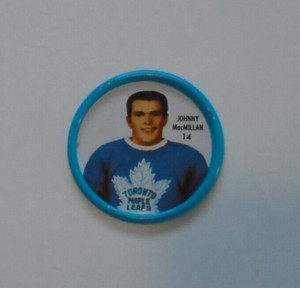 JOHNNY
MacMILLAN
14
TORONTO
MAPLE
LEAFS